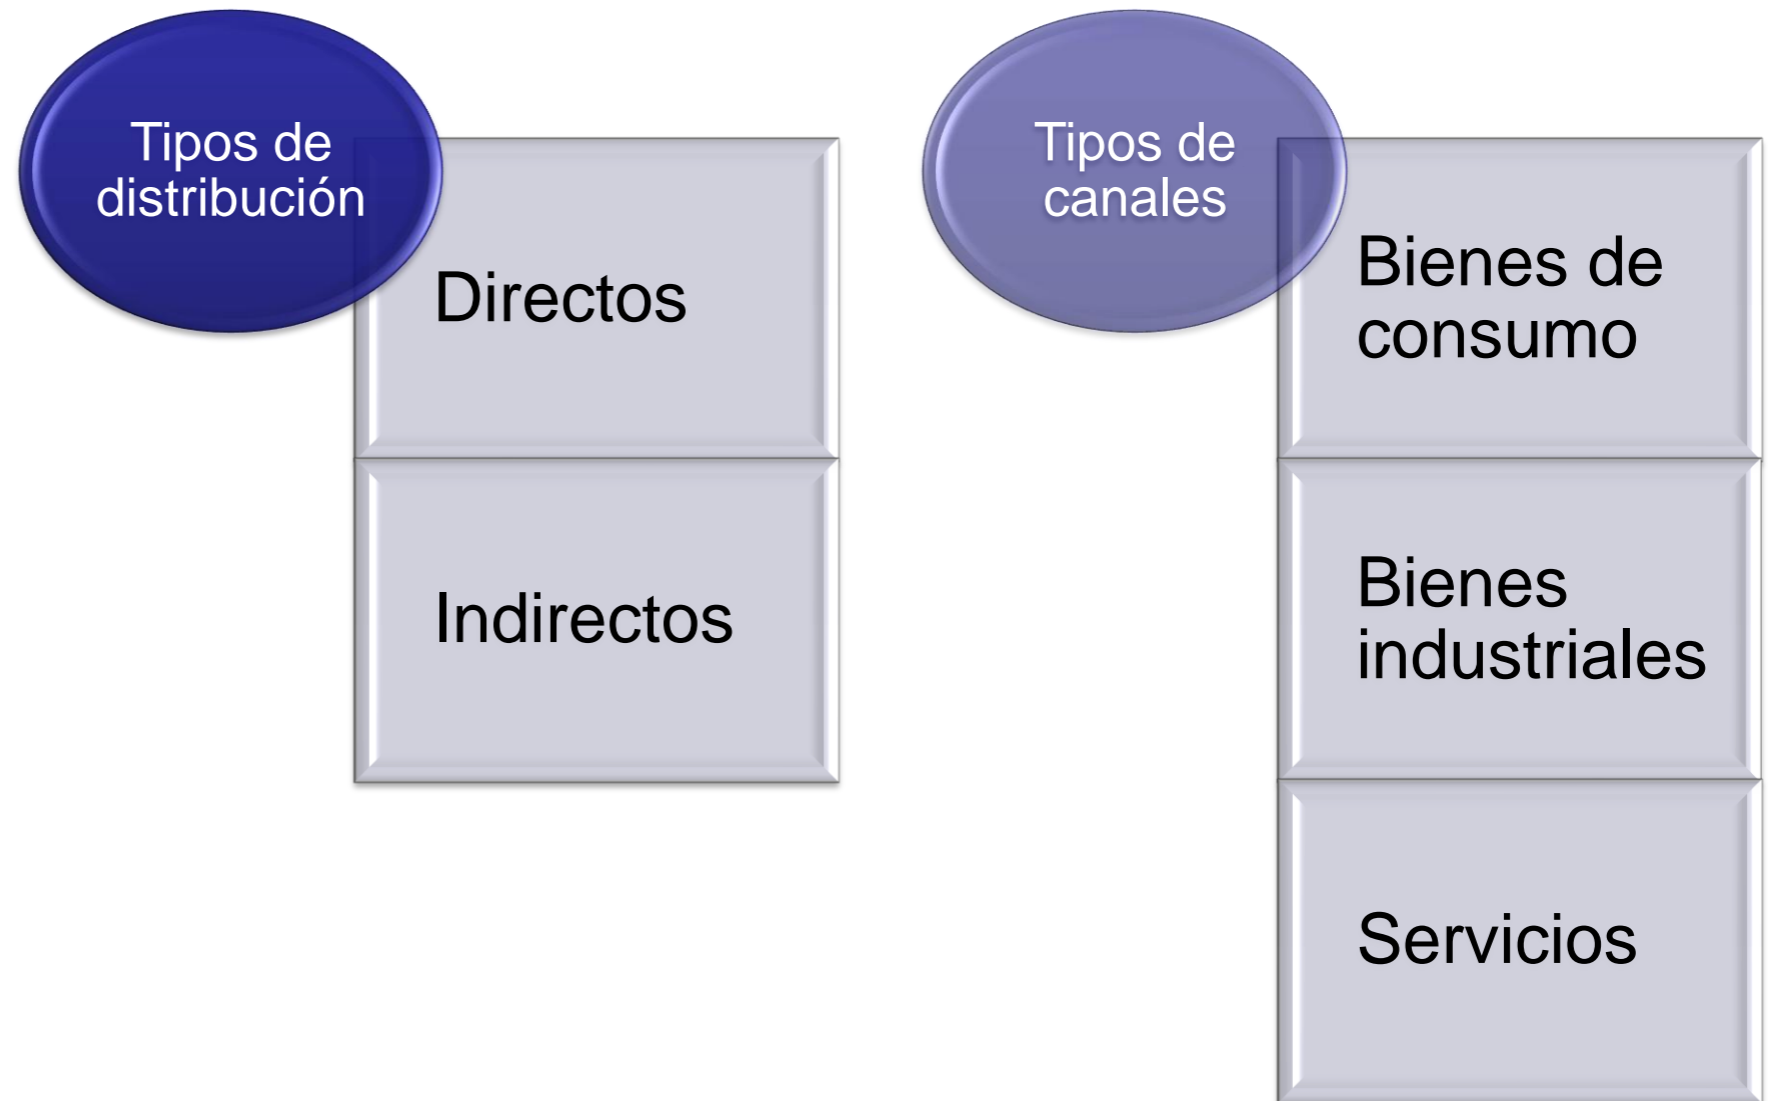 Tipos de
distribución
Directos
Indirectos
Tipos de
canales
Bienes de
consumo
Bienes
industriales
Servicios